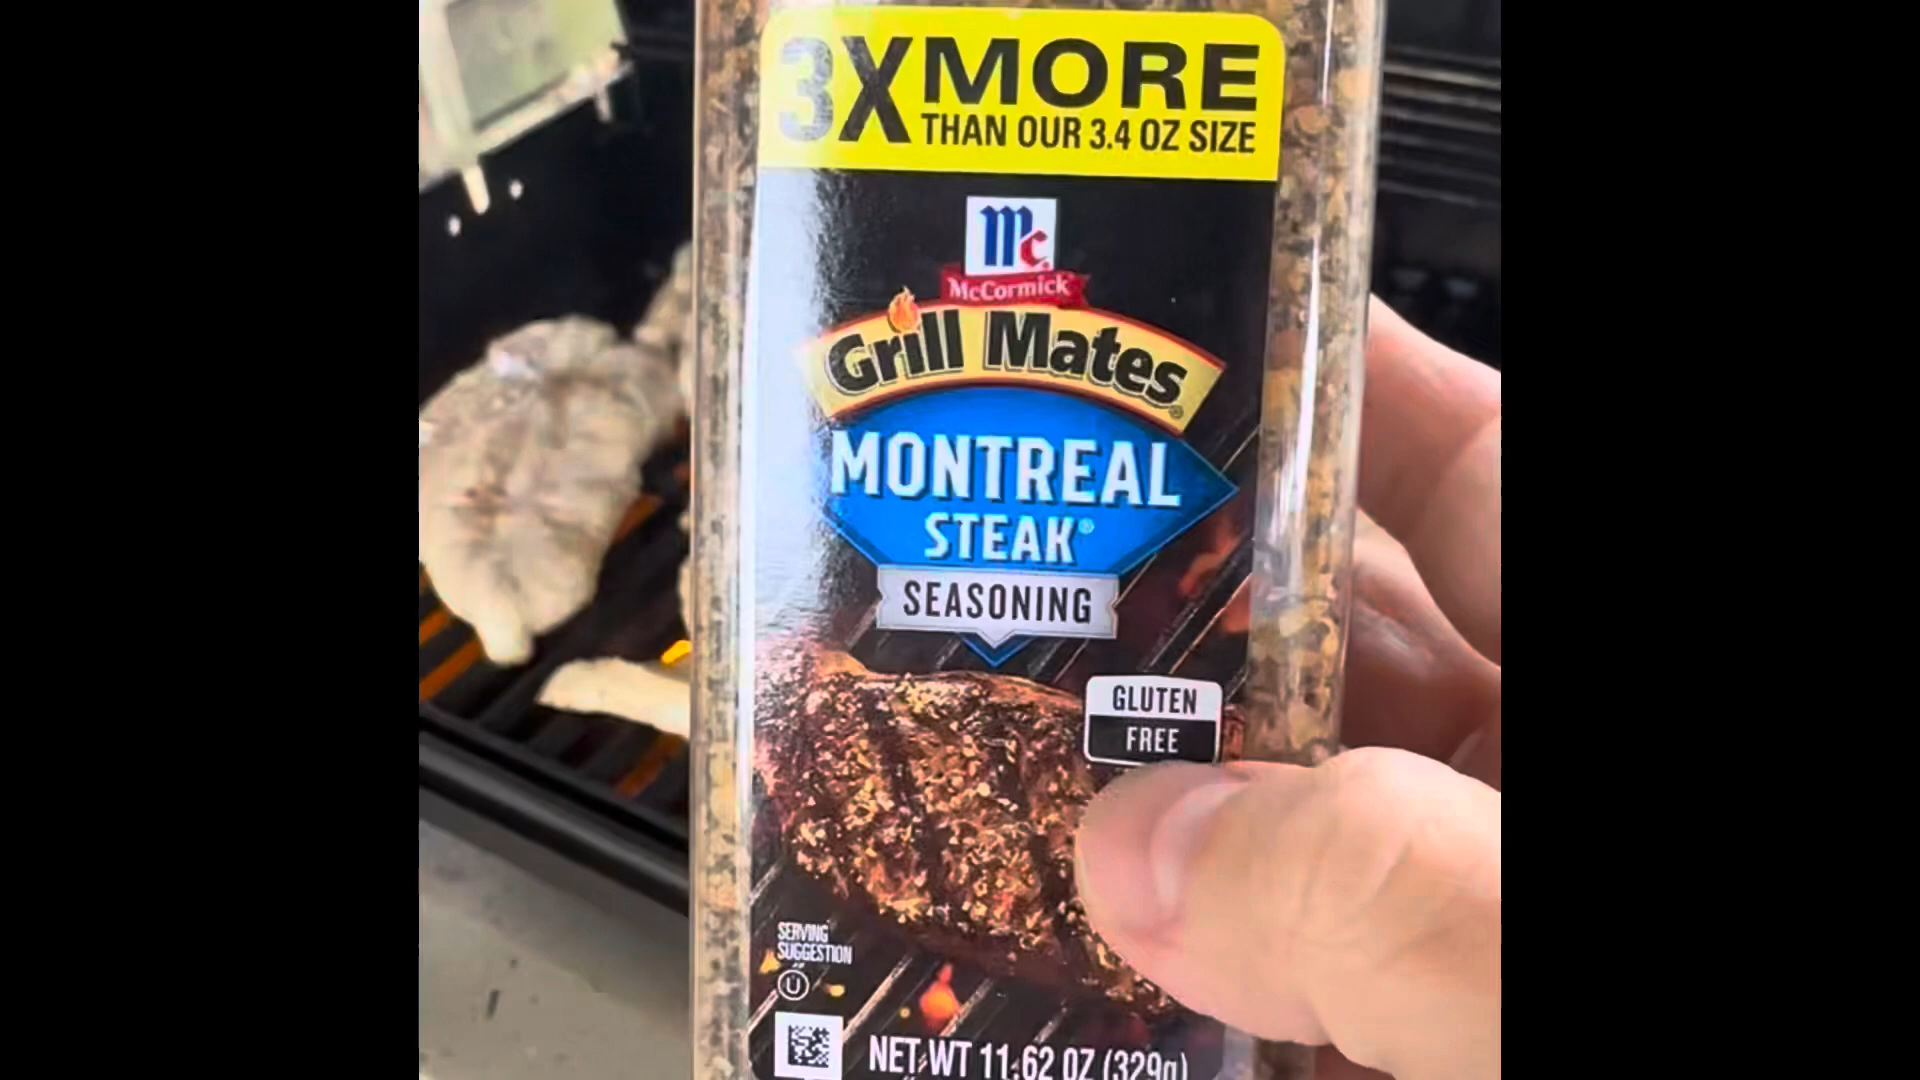 3X MORE
THAN OUR 3.4 OZ SIZE
Mc
McCormick®
Grill Mates®
MONTREAL
STEAK®
SEASONING
GLUTEN
FREE
SERVING
SUGGESTION
U
NET WT 11.62 OZ (329g)